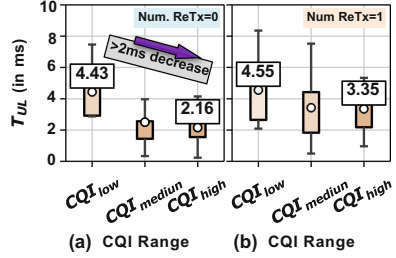 Num. ReTx=0
Num ReTx=1
T_UL (in ms)
10
8
6
4
2
0
>2ms decrease
4.43
2.16
4.55
3.35
CQI low
CQI mediun
CQI high
CQI low
CQI mediun
CQI high
(a) CQI Range
(b) CQI Range